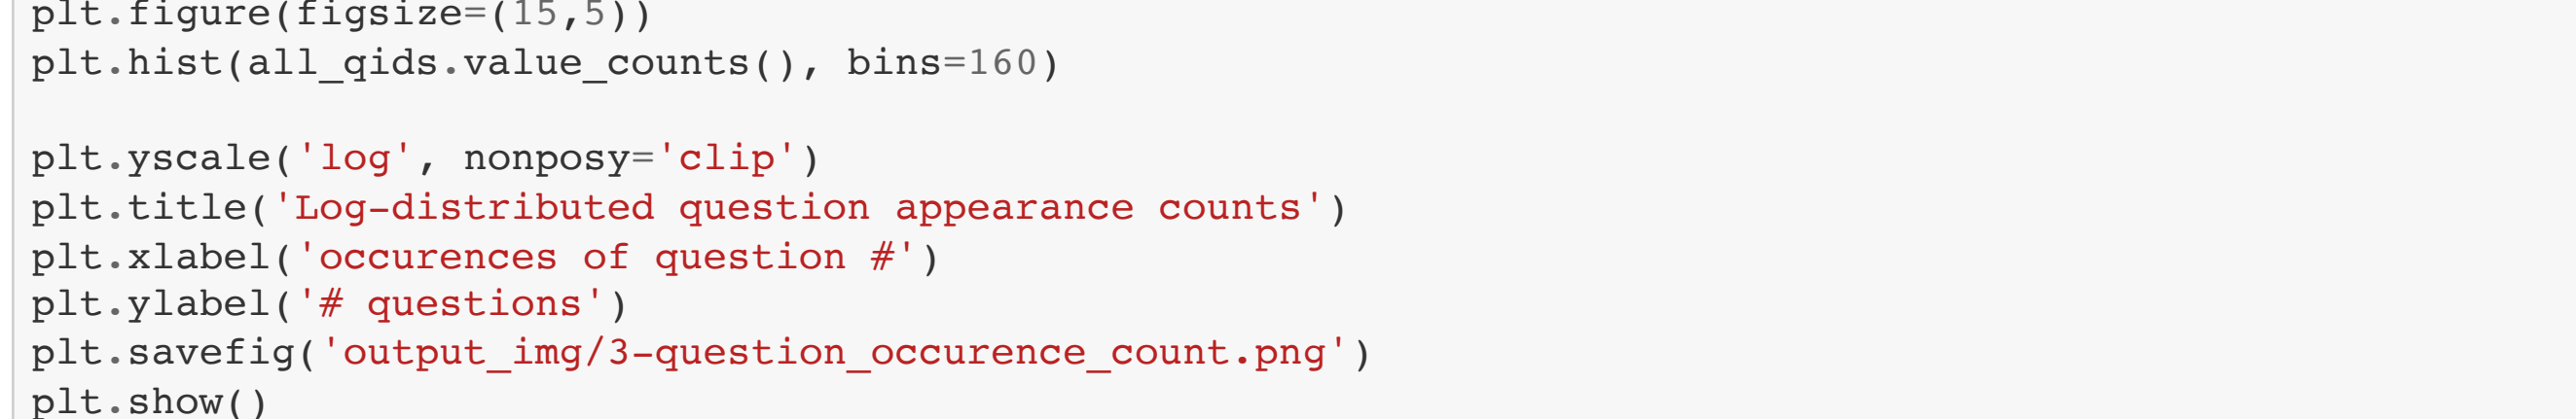 plt.figure(figsize=(15,5))
plt.hist(all_qids.value_counts(), bins=160)
plt.yscale('log', nonposy='clip')
plt.title('Log-distributed question appearance counts')
plt.xlabel('occurences of question #')
plt.ylabel('# questions')
plt.savefig('output_img/3-question_occurence_count.png')
plt.show()